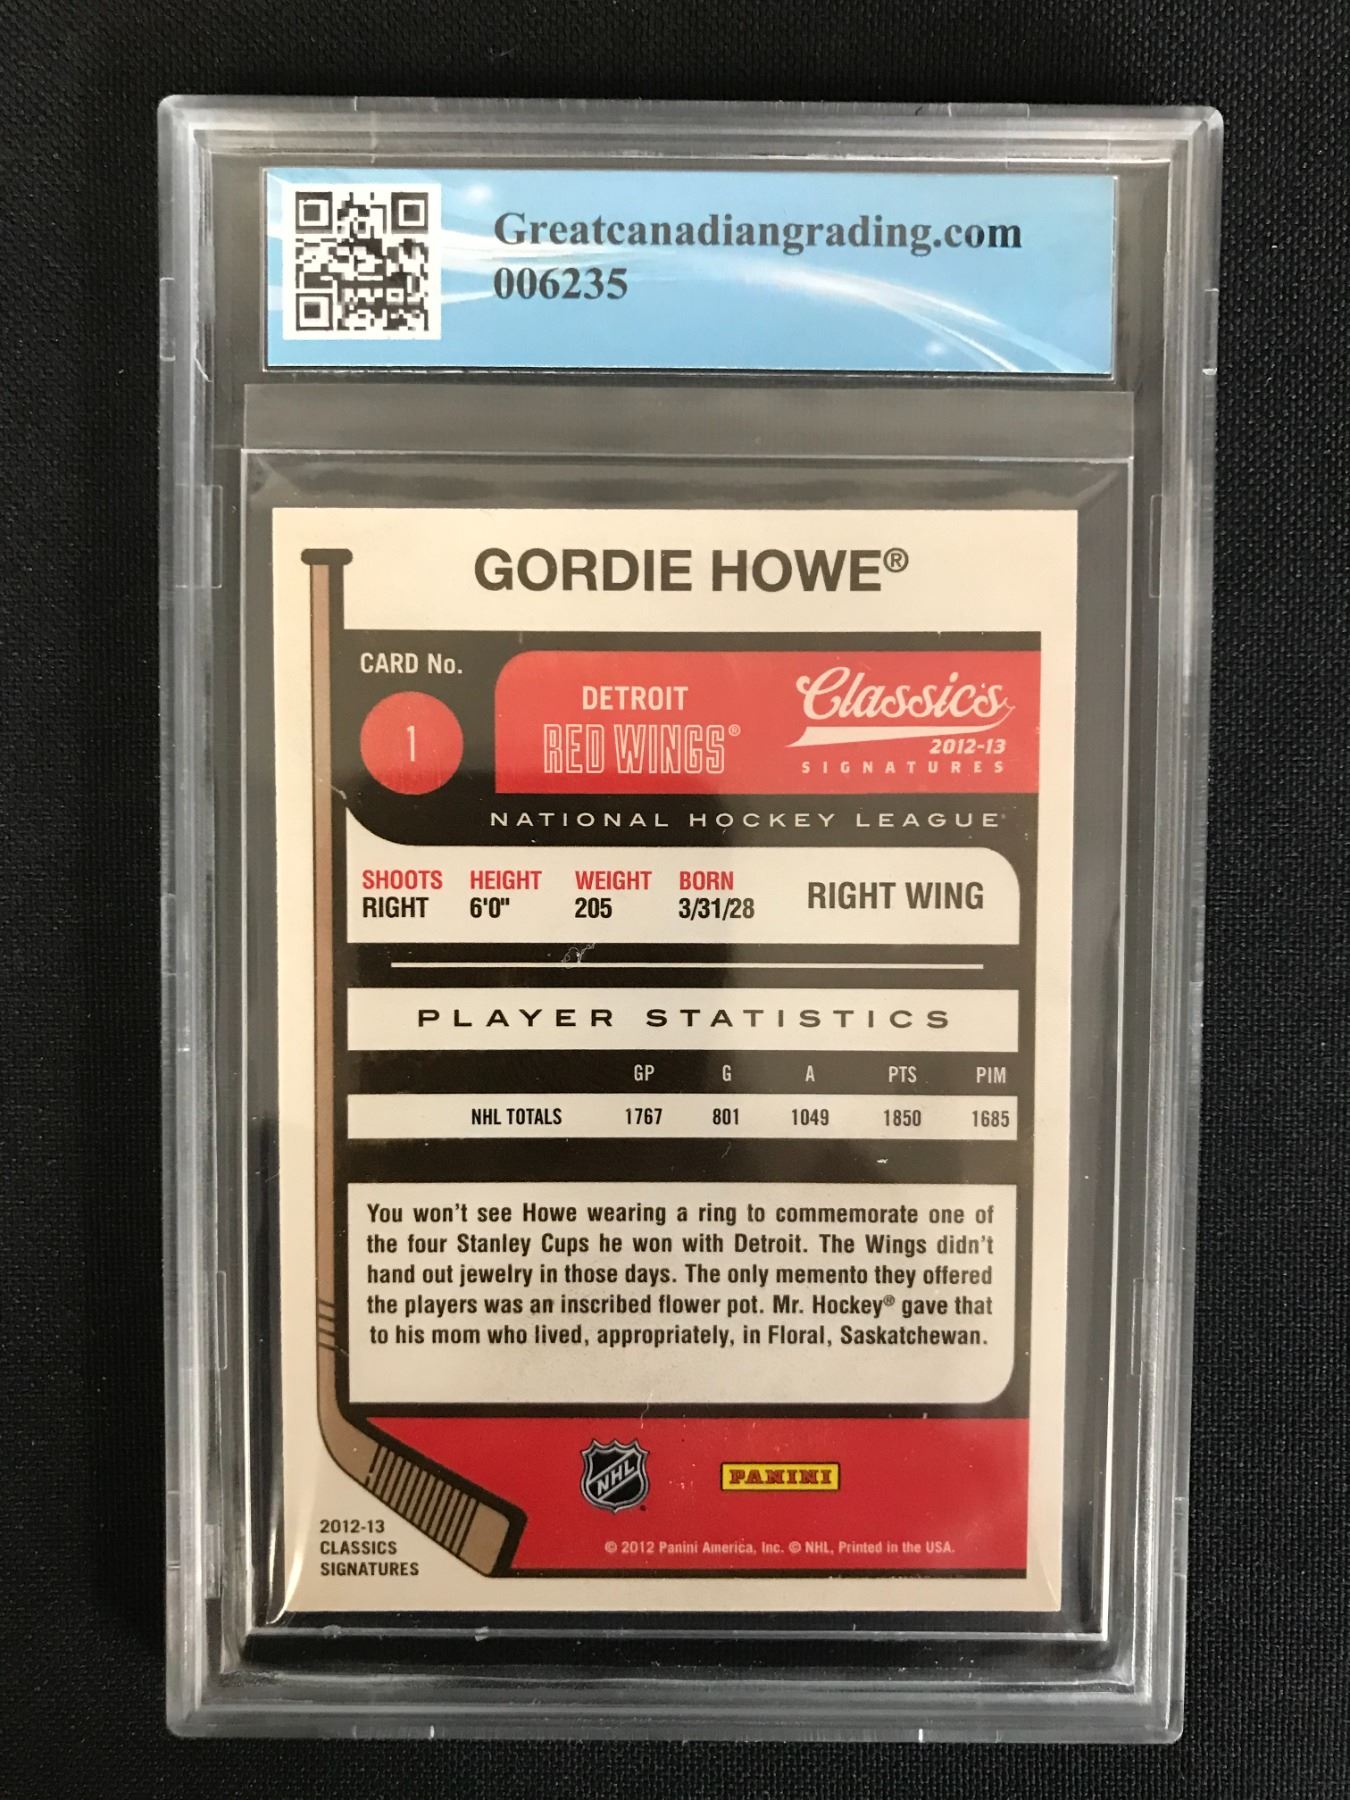 Greatcanadiangrading.com
006235
GORDIE HOWE®
CARD No.
1
DETROIT
RED WINGS®
Classics
2012-13
SIGNATURES
NATIONAL HOCKEY LEAGUE
SHOOTS HEIGHT WEIGHT BORN
RIGHT 6'0" 205 3/31/28
RIGHT WING
PLAYER STATISTICS
GP G A PTS PIM
NHL TOTALS 1767 801 1049 1850 1685
You won't see Howe wearing a ring to commemorate one of
the four Stanley Cups he won with Detroit. The Wings didn't
hand out jewelry in those days. The only memento they offered
the players was an inscribed flower pot. Mr. Hockey® gave that
to his mom who lived, appropriately, in Floral, Saskatchewan.
NHL
PANINI
2012-13
CLASSICS
SIGNATURES
© 2012 Panini America, Inc. © NHL, Printed in the USA.